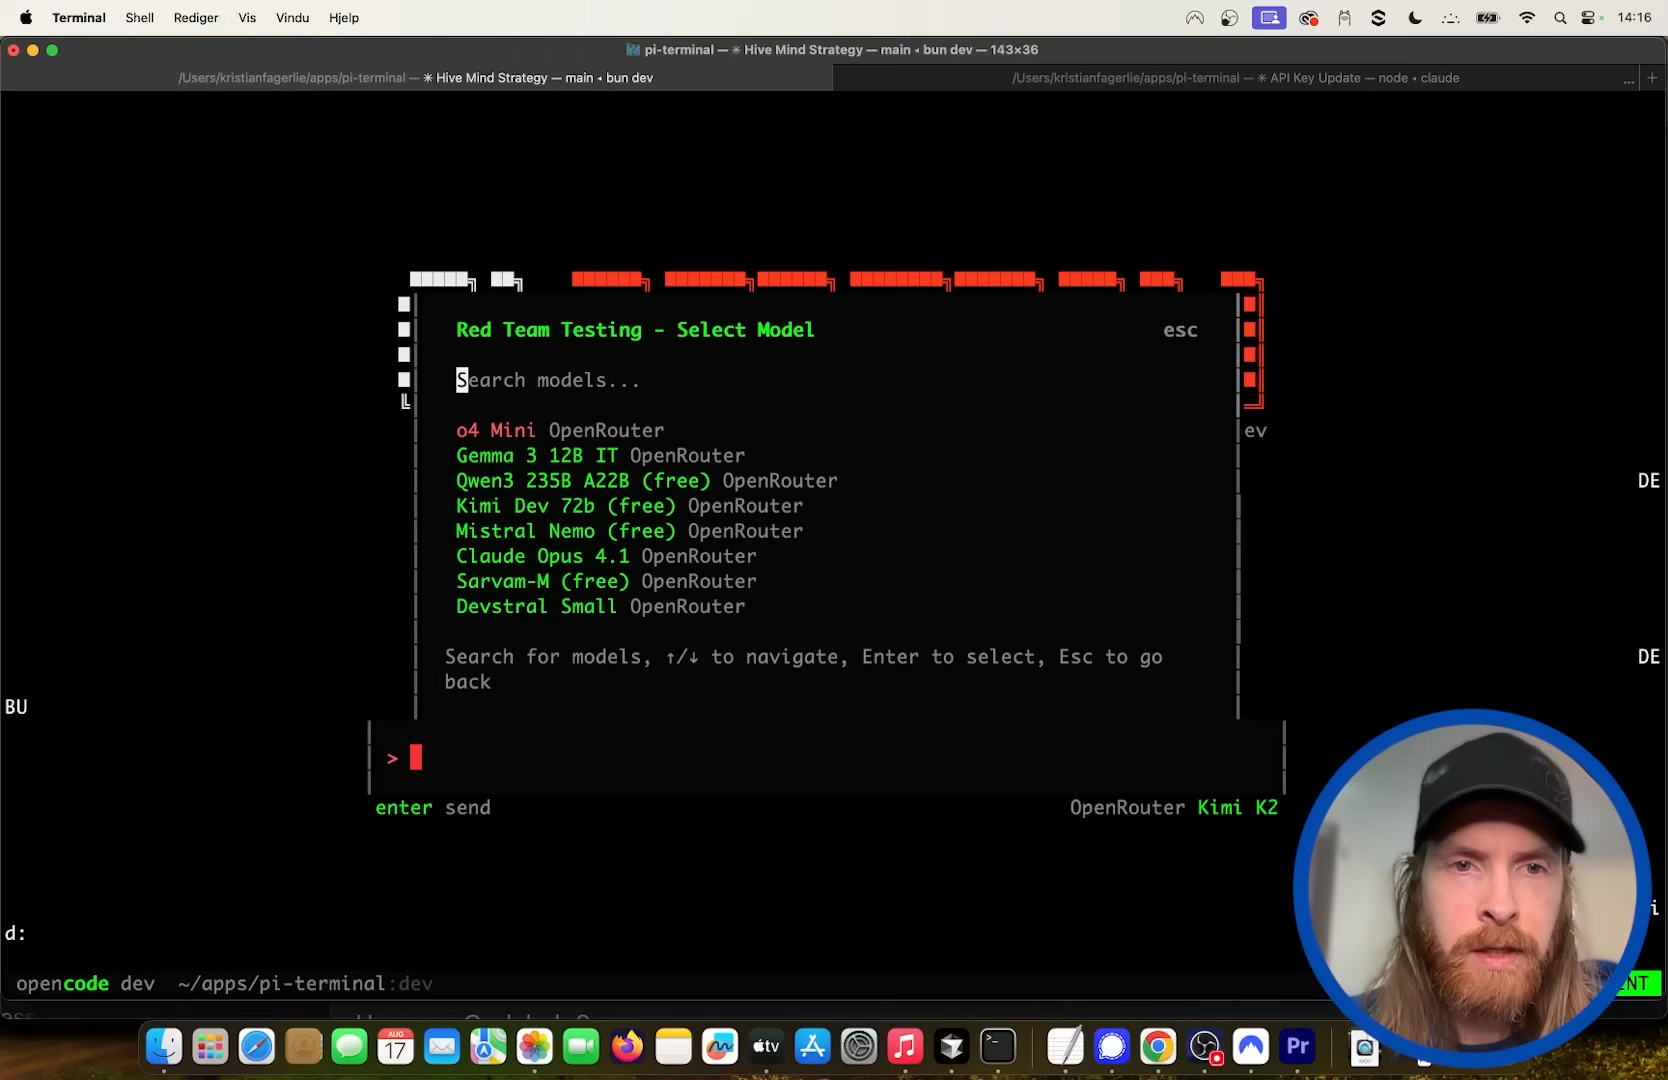 Terminal Shell Rediger Vis Vindu Hjelp 14:16
pi-terminal — ✳ Hive Mind Strategy — main ◂ bun dev — 143×36
/Users/kristianfagerlie/apps/pi-terminal — ✳ Hive Mind Strategy — main ◂ bun dev
/Users/kristianfagerlie/apps/pi-terminal — ✳ API Key Update — node ◂ claude ... +
Red Team Testing - Select Model esc
Search models...
o4 Mini OpenRouter
ev
Gemma 3 12B IT OpenRouter
Qwen3 235B A22B (free) OpenRouter
DE
Kimi Dev 72b (free) OpenRouter
Mistral Nemo (free) OpenRouter
Claude Opus 4.1 OpenRouter
Sarvam-M (free) OpenRouter
Devstral Small OpenRouter
Search for models, ↑/↓ to navigate, Enter to select, Esc to go
back
DE
BU
>
enter send OpenRouter Kimi K2
i
d:
opencode dev ~/apps/pi-terminal:dev NT
AUG
17
tv
Pr